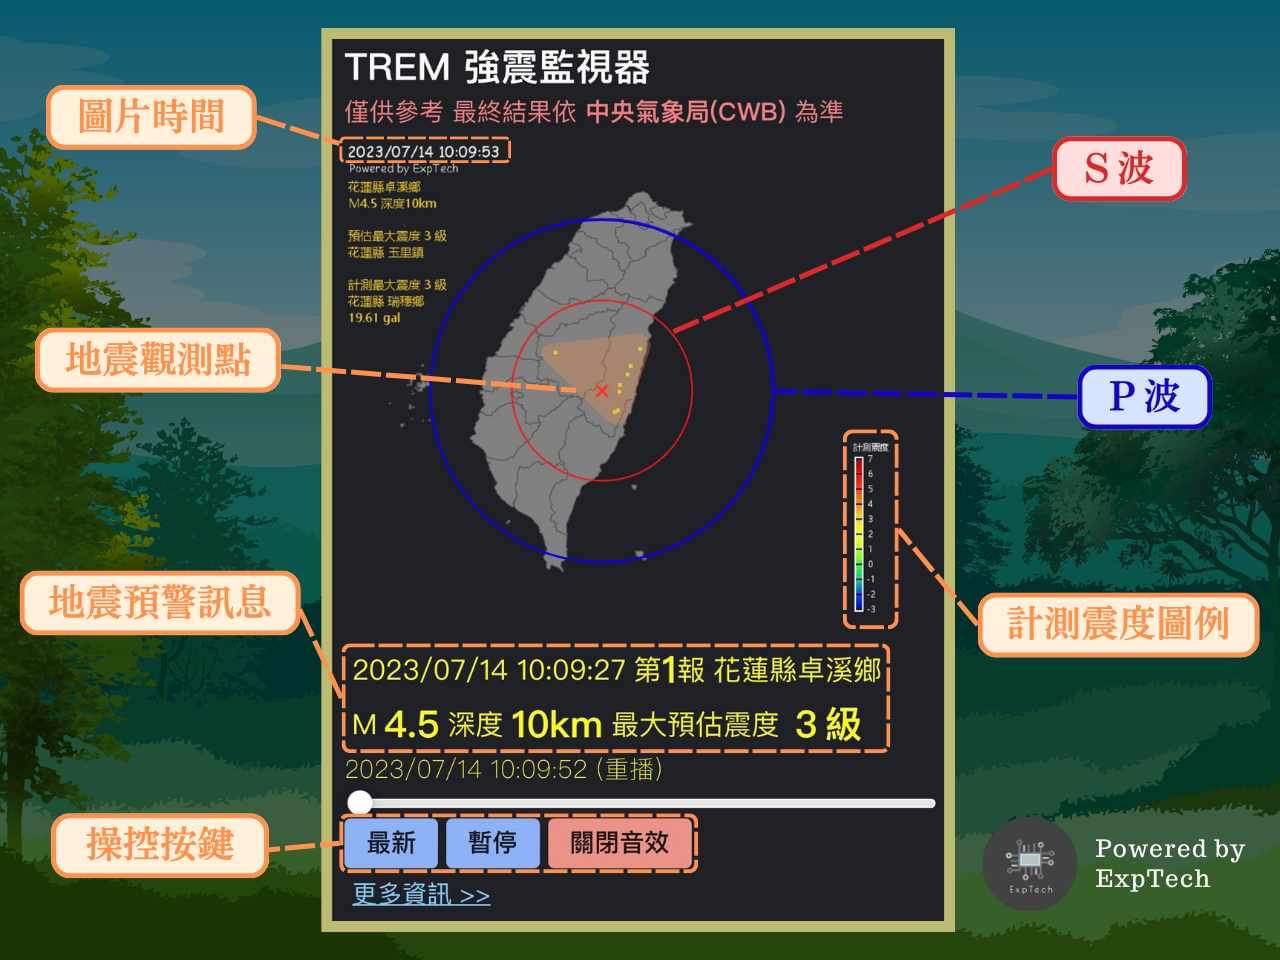 TREM 強震監視器
僅供參考 最終結果依 中央氣象局(CWB) 為準
圖片時間
2023/07/14 10:09:53
Powered by ExpTech
花蓮縣卓溪鄉
M4.5 深度10km
預估最大震度 3 級
花蓮縣 玉里鎮
計測最大震度 3 級
花蓮縣 瑞穗鄉
19.61 gal
S 波
地震觀測點
P 波
計測震度
7
6
5
4
3
2
1
0
-1
-2
-3
計測震度圖例
地震預警訊息
2023/07/14 10:09:27 第1報 花蓮縣卓溪鄉
M 4.5 深度 10km 最大預估震度 3 級
2023/07/14 10:09:52 (重播)
操控按鍵
最新
暫停
關閉音效
更多資訊 >>
ExpTech
Powered by
ExpTech